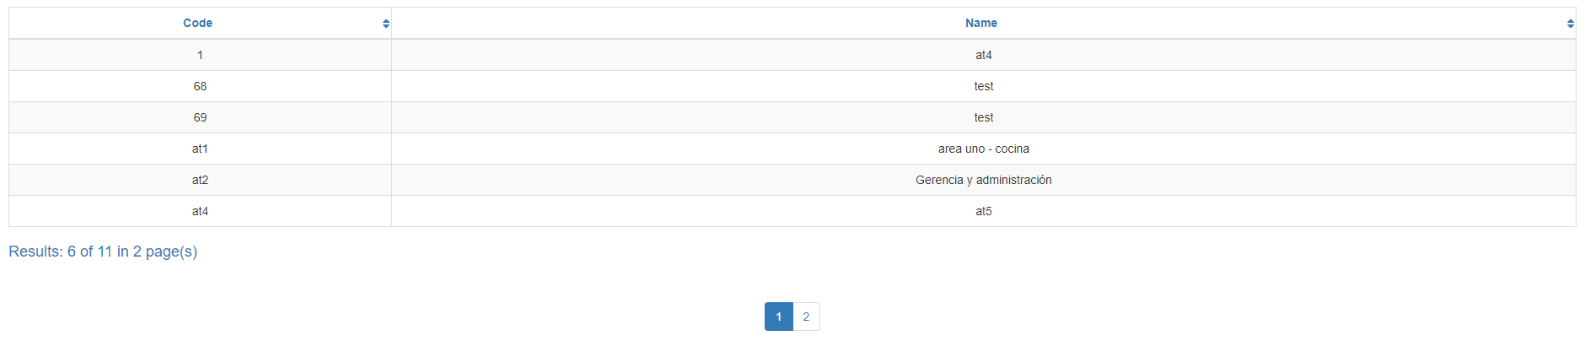 Code Name
1 at4
68 test
69 test
at1 area uno - cocina
at2 Gerencia y administración
at4 at5
Results: 6 of 11 in 2 page(s)
1 2